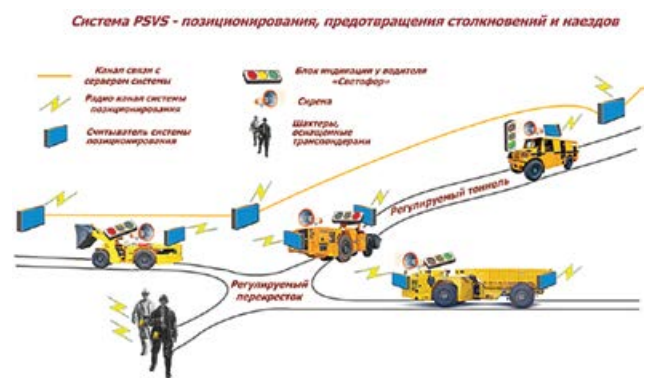 Система PSVS - позиционирования, предотвращения столкновений и наездов
Канал связи с
сервером системы
Радио канал системы
позиционирования
Считыватель системы
позиционирования
Блок индикации у водителя
«Светофор»
Сирена
Шахтеры,
оснащенные
транспондерами
Регулируемый тоннель
Регулируемый
перекресток